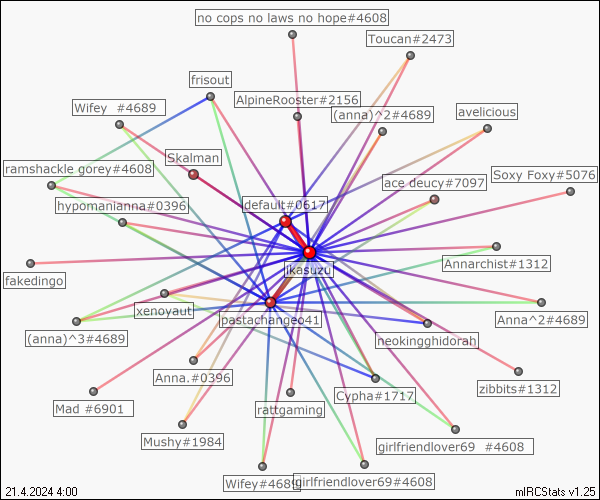 no cops no laws no hope#4608
Toucan#2473
frisout
AlpineRooster#2156
Wifey #4689
(anna)^2#4689
avelicious
Skalman
ramshackle gorey#4608
Soxy Foxy#5076
ace deucy#7097
hypomanianna#0396
default#0617
Annarchist#1312
ikasuzu
fakedingo
xenoyaut
pastachangeo41
Anna^2#4689
(anna)^3#4689
neokingghidorah
Anna.#0396
zibbits#1312
Cypha#1717
Mad #6901
rattgaming
Mushy#1984
girlfriendlover69 #4608
Wifey#4689
girlfriendlover69#4608
21.4.2024 4:00
mIRCStats v1.25